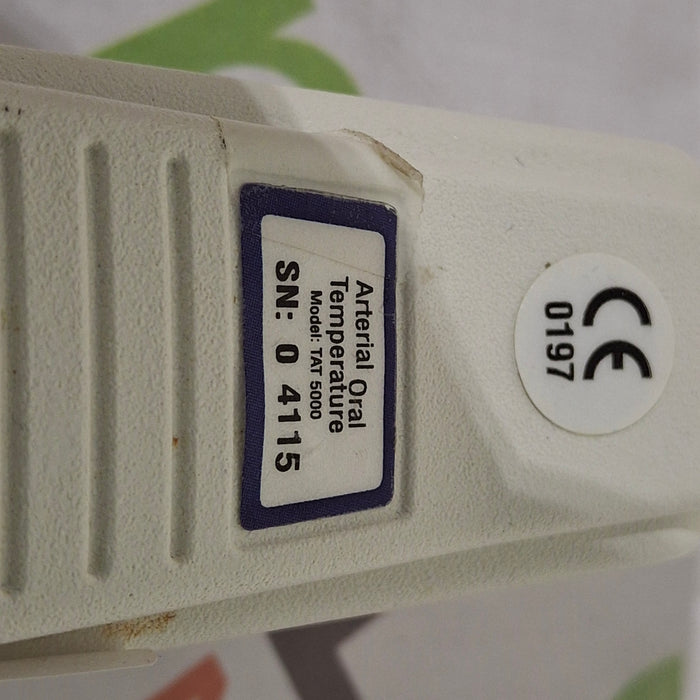 Arterial Oral
Temperature
Model: TAT 5000
SN: 0 4115
CE
0197